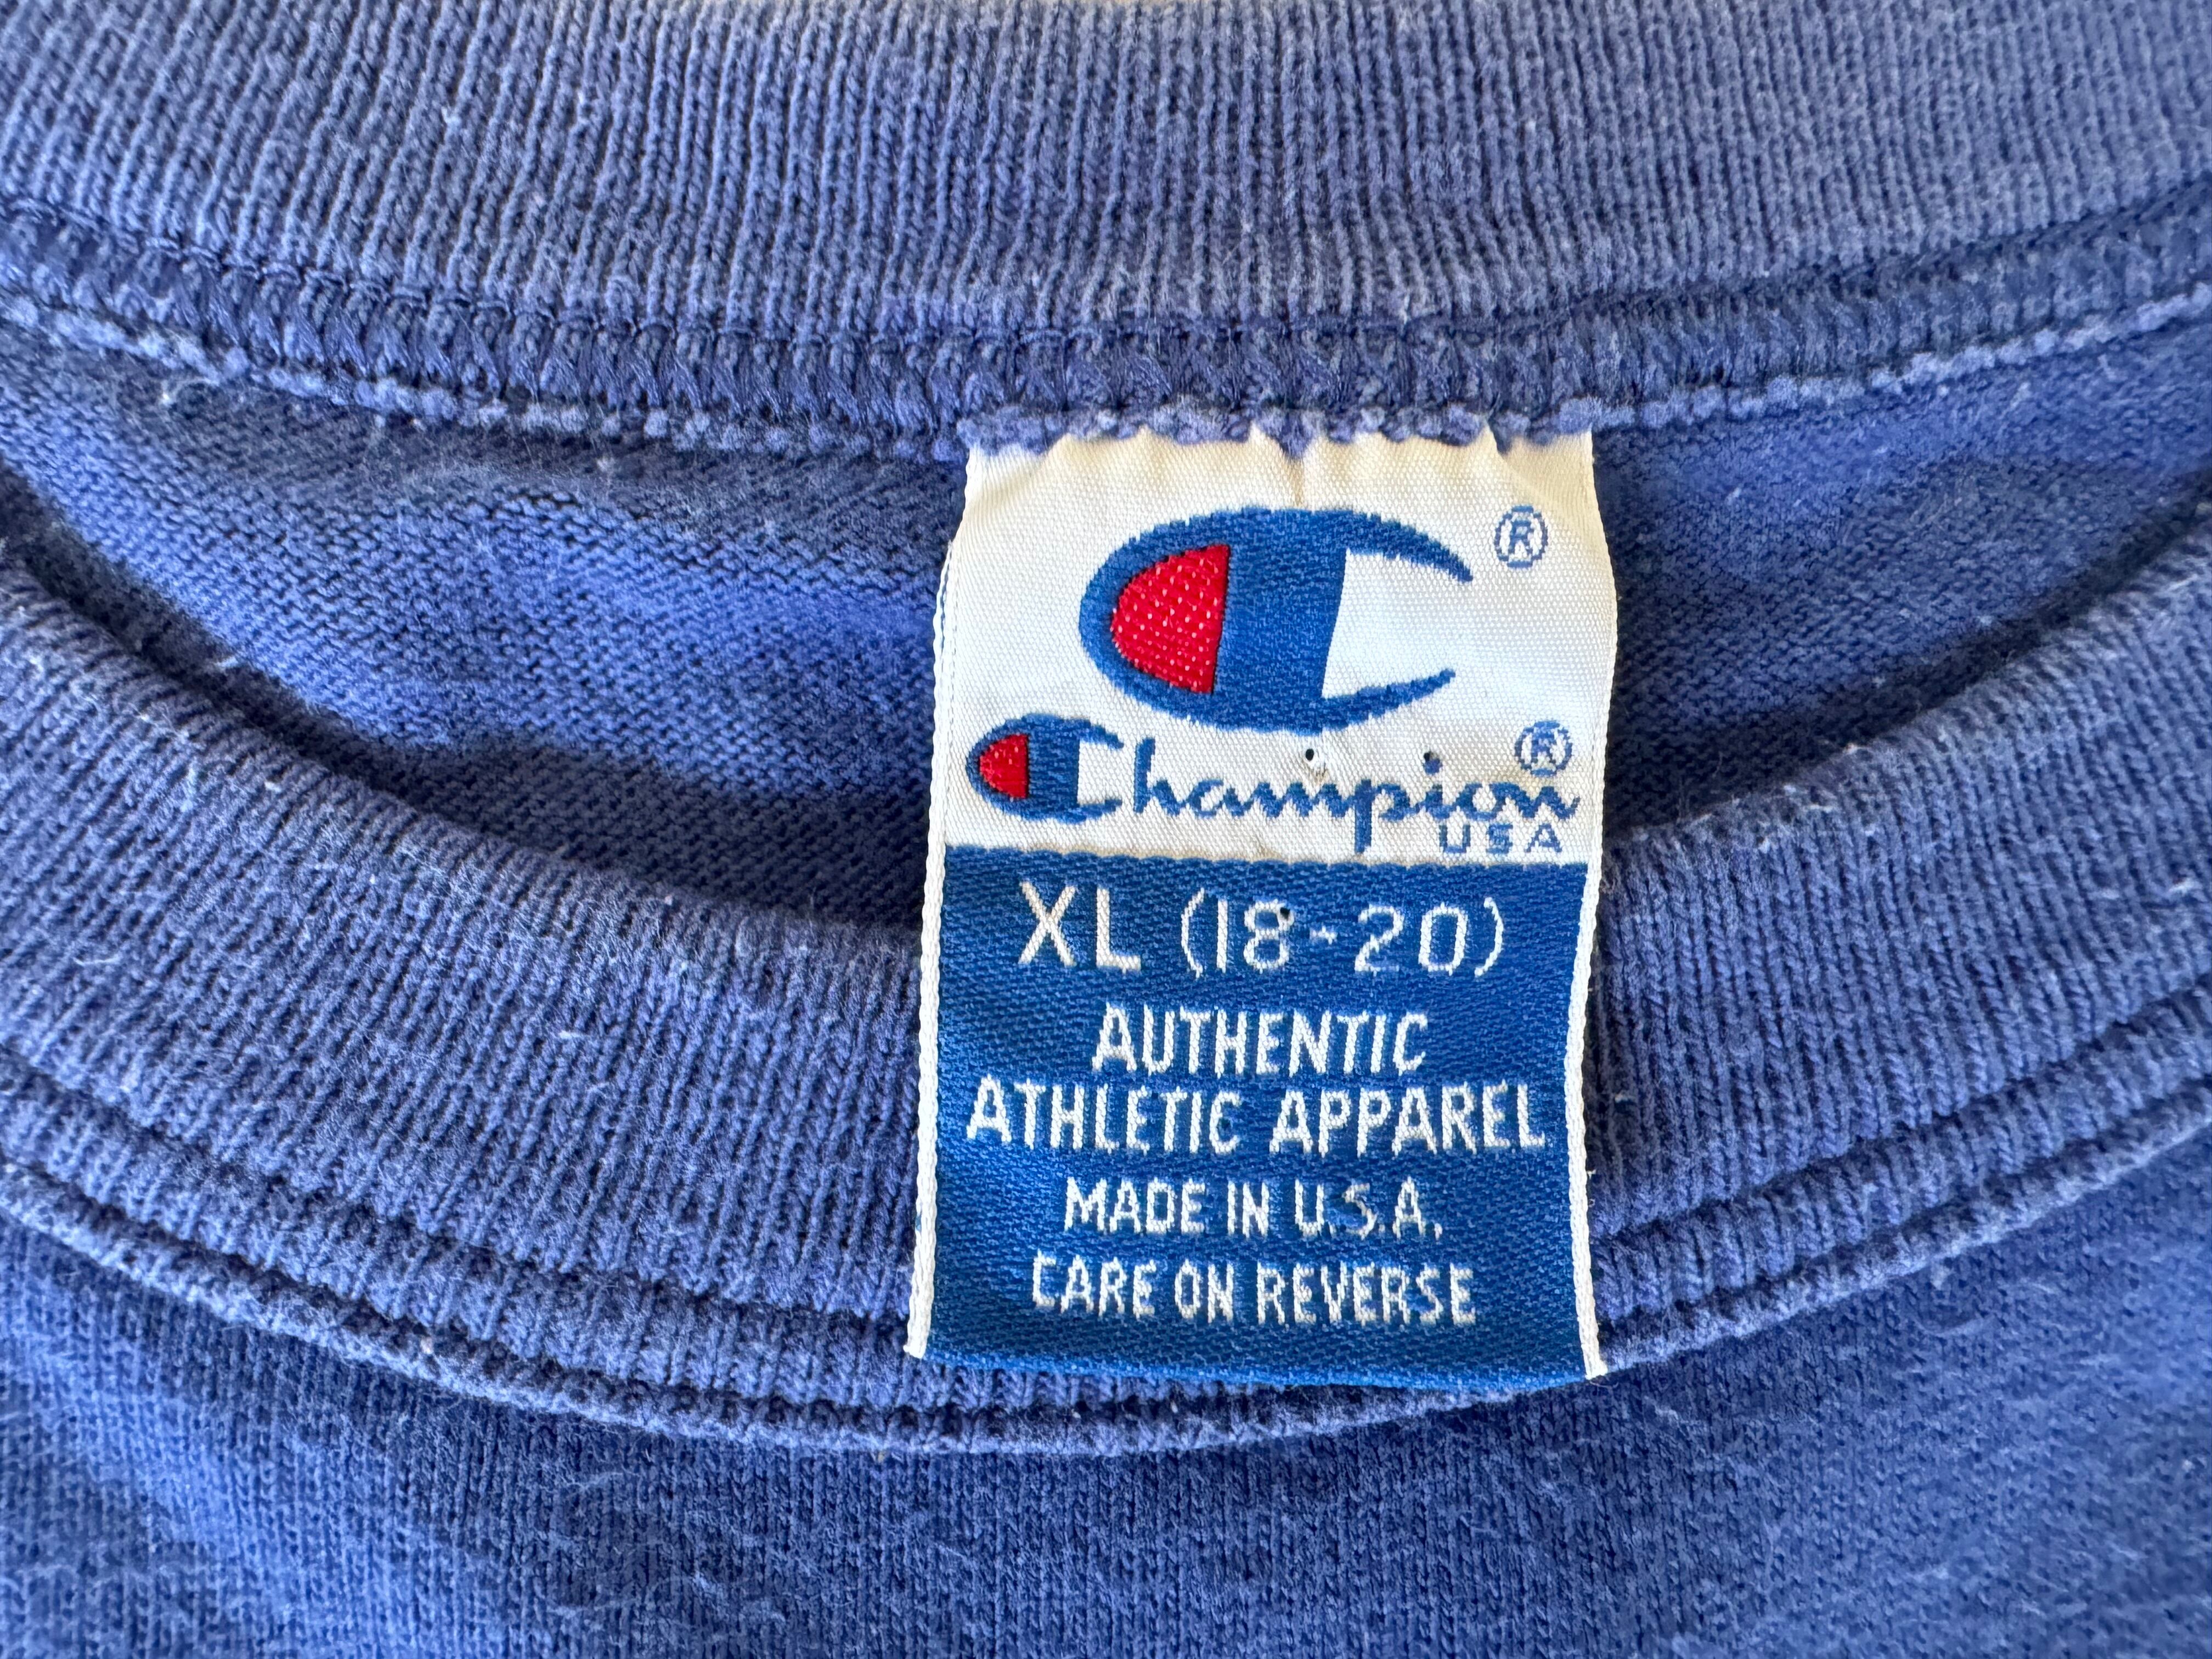 ®
Champion®
USA
XL (18-20)
AUTHENTIC
ATHLETIC APPAREL
MADE IN U.S.A.
CARE ON REVERSE